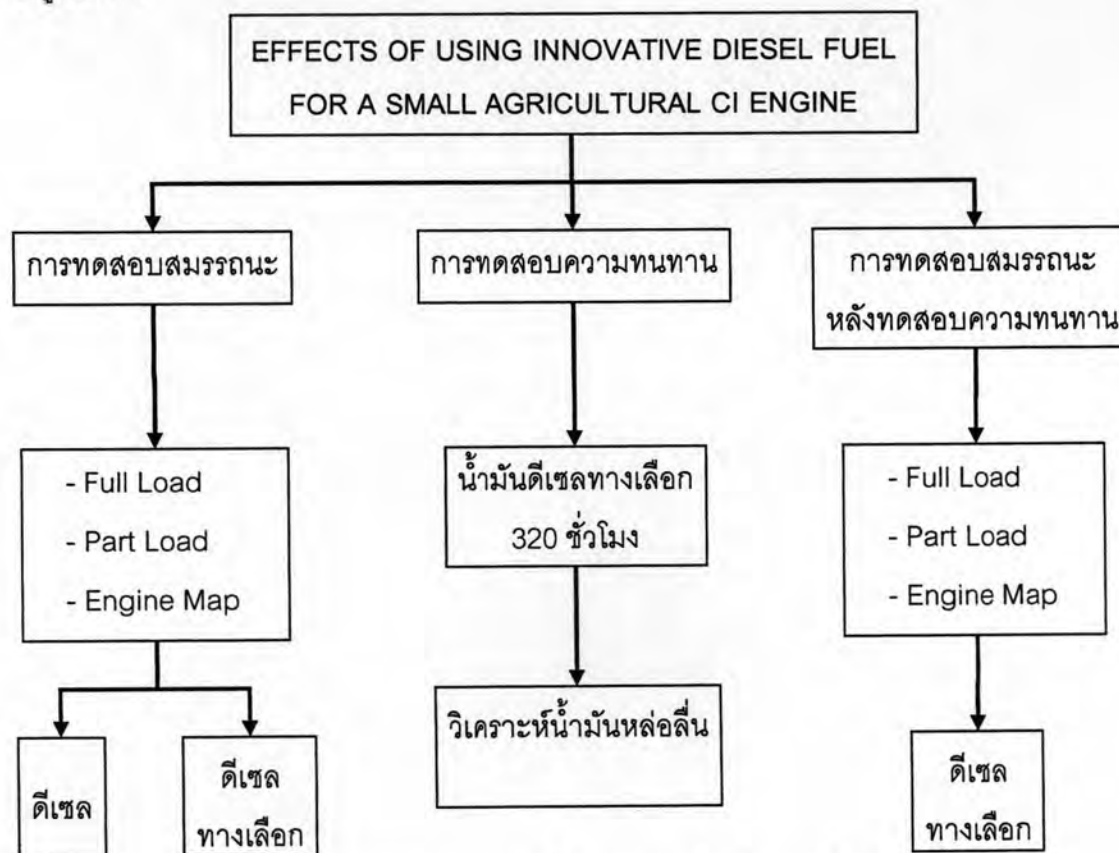 EFFECTS OF USING INNOVATIVE DIESEL FUEL
FOR A SMALL AGRICULTURAL CI ENGINE
การทดสอบสมรรถนะ
- Full Load
- Part Load
- Engine Map
ดีเซล
ดีเซล
ทางเลือก
การทดสอบความทนทาน
น้ำมันดีเซลทางเลือก
320 ชั่วโมง
วิเคราะห์น้ำมันหล่อลื่น
การทดสอบสมรรถนะ
หลังทดสอบความทนทาน
- Full Load
- Part Load
- Engine Map
ดีเซล
ทางเลือก